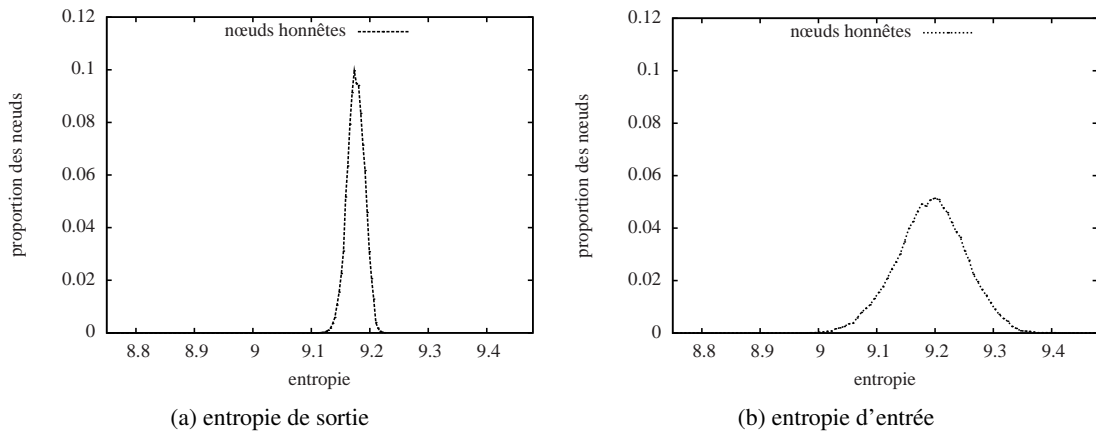 0.12
0.1
0.08
0.06
0.04
0.02
0
proportion des nœuds
nœuds honnêtes
8.8 8.9 9 9.1 9.2 9.3 9.4
entropie
(a) entropie de sortie
0.12
0.1
0.08
0.06
0.04
0.02
0
proportion des nœuds
nœuds honnêtes
8.8 8.9 9 9.1 9.2 9.3 9.4
entropie
(b) entropie d'entrée